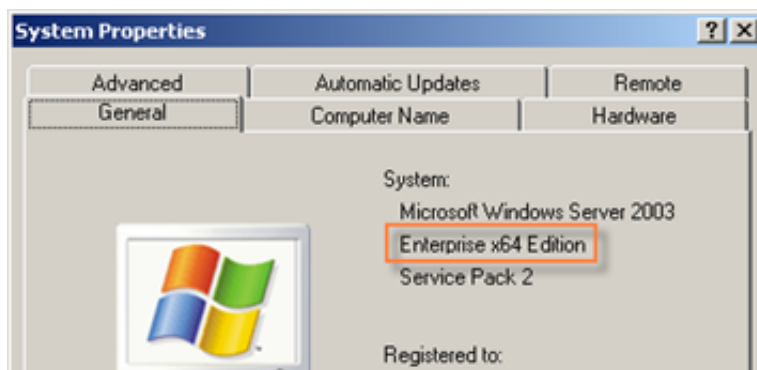 System Properties
? X
Advanced Automatic Updates Remote
General Computer Name Hardware
System:
Microsoft Windows Server 2003
Enterprise x64 Edition
Service Pack 2
Registered to: